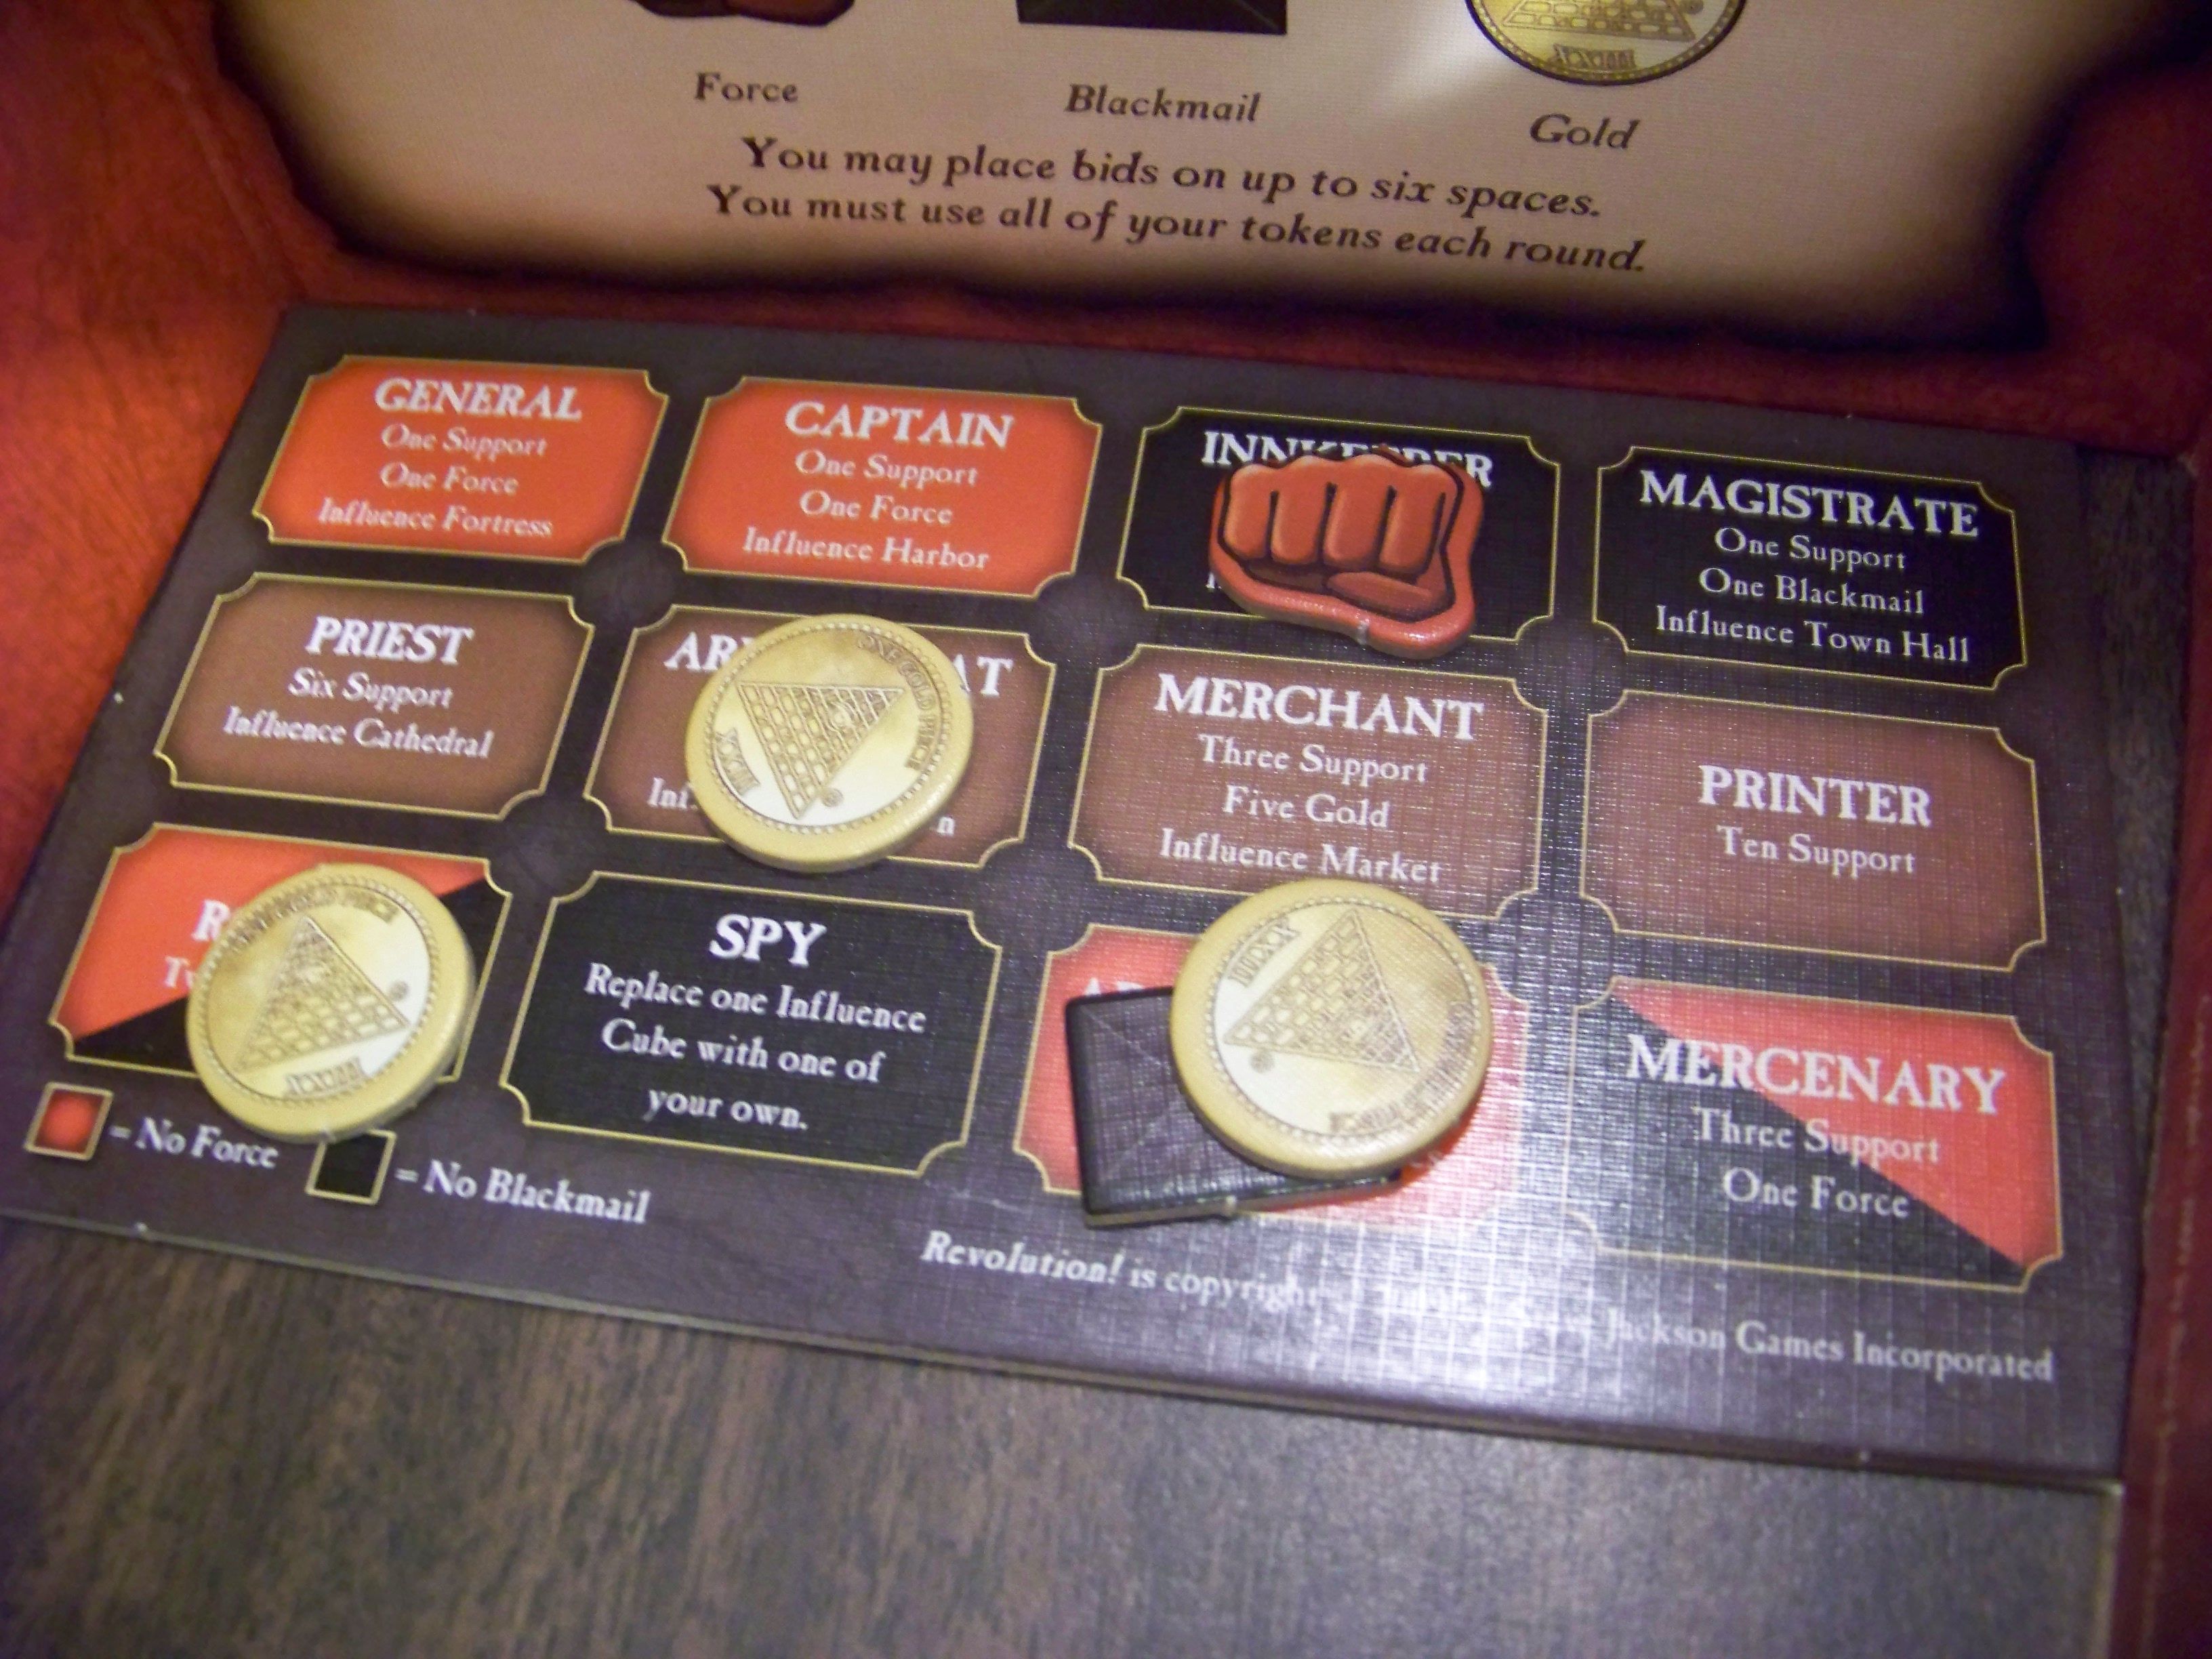 Force
Blackmail
Gold
You may place bids on up to six spaces.
You must use all of your tokens each round.
GENERAL
One Support
One Force
Influence Fortress
CAPTAIN
One Support
One Force
Influence Harbor
INNKEEPER
MAGISTRATE
One Support
One Blackmail
Influence Town Hall
PRIEST
Six Support
Influence Cathedral
MERCHANT
Three Support
Five Gold
Influence Market
PRINTER
Ten Support
SPY
Replace one Influence
Cube with one of
your own.
MERCENARY
Three Support
One Force
= No Force
= No Blackmail
Revolution! is copyright
Jackson Games Incorporated
ONE GOLD PIECE